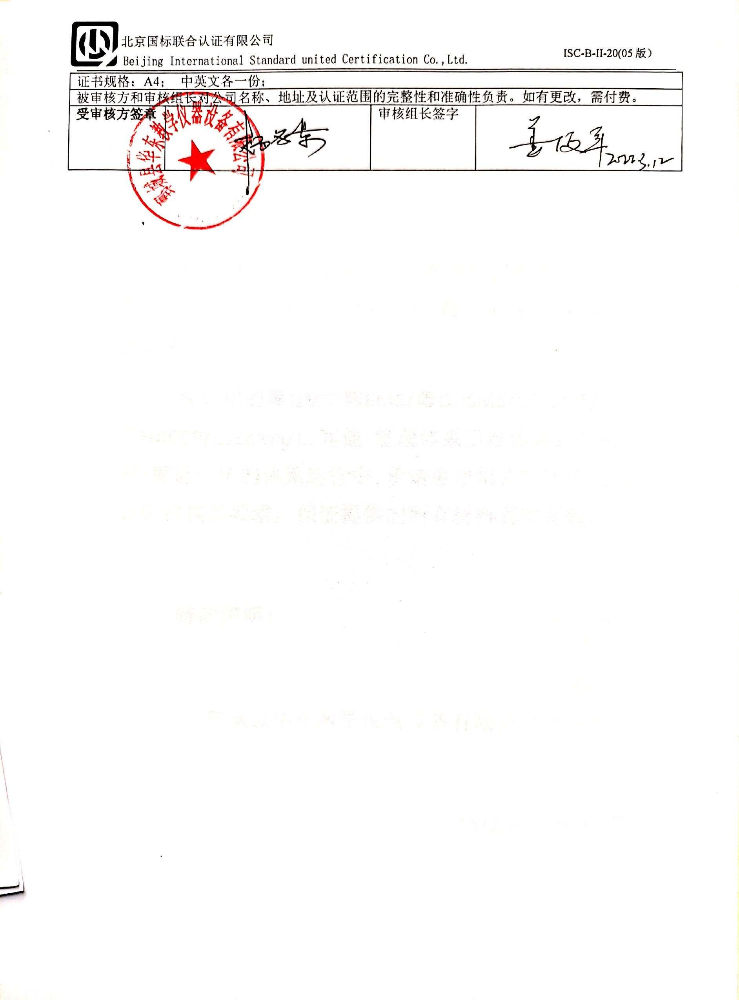 北京国标联合认证有限公司
Beijing International Standard united Certification Co.,Ltd.
ISC-B-II-20(05 版)
证书规格：A4； 中英文各一份；
被审核方和审核组长对公司名称、地址及认证范围的完整性和准确性负责。如有更改，需付费。
受审核方签章
县华东教学仪器设备有限公司
审核组长签字
2022.3.12